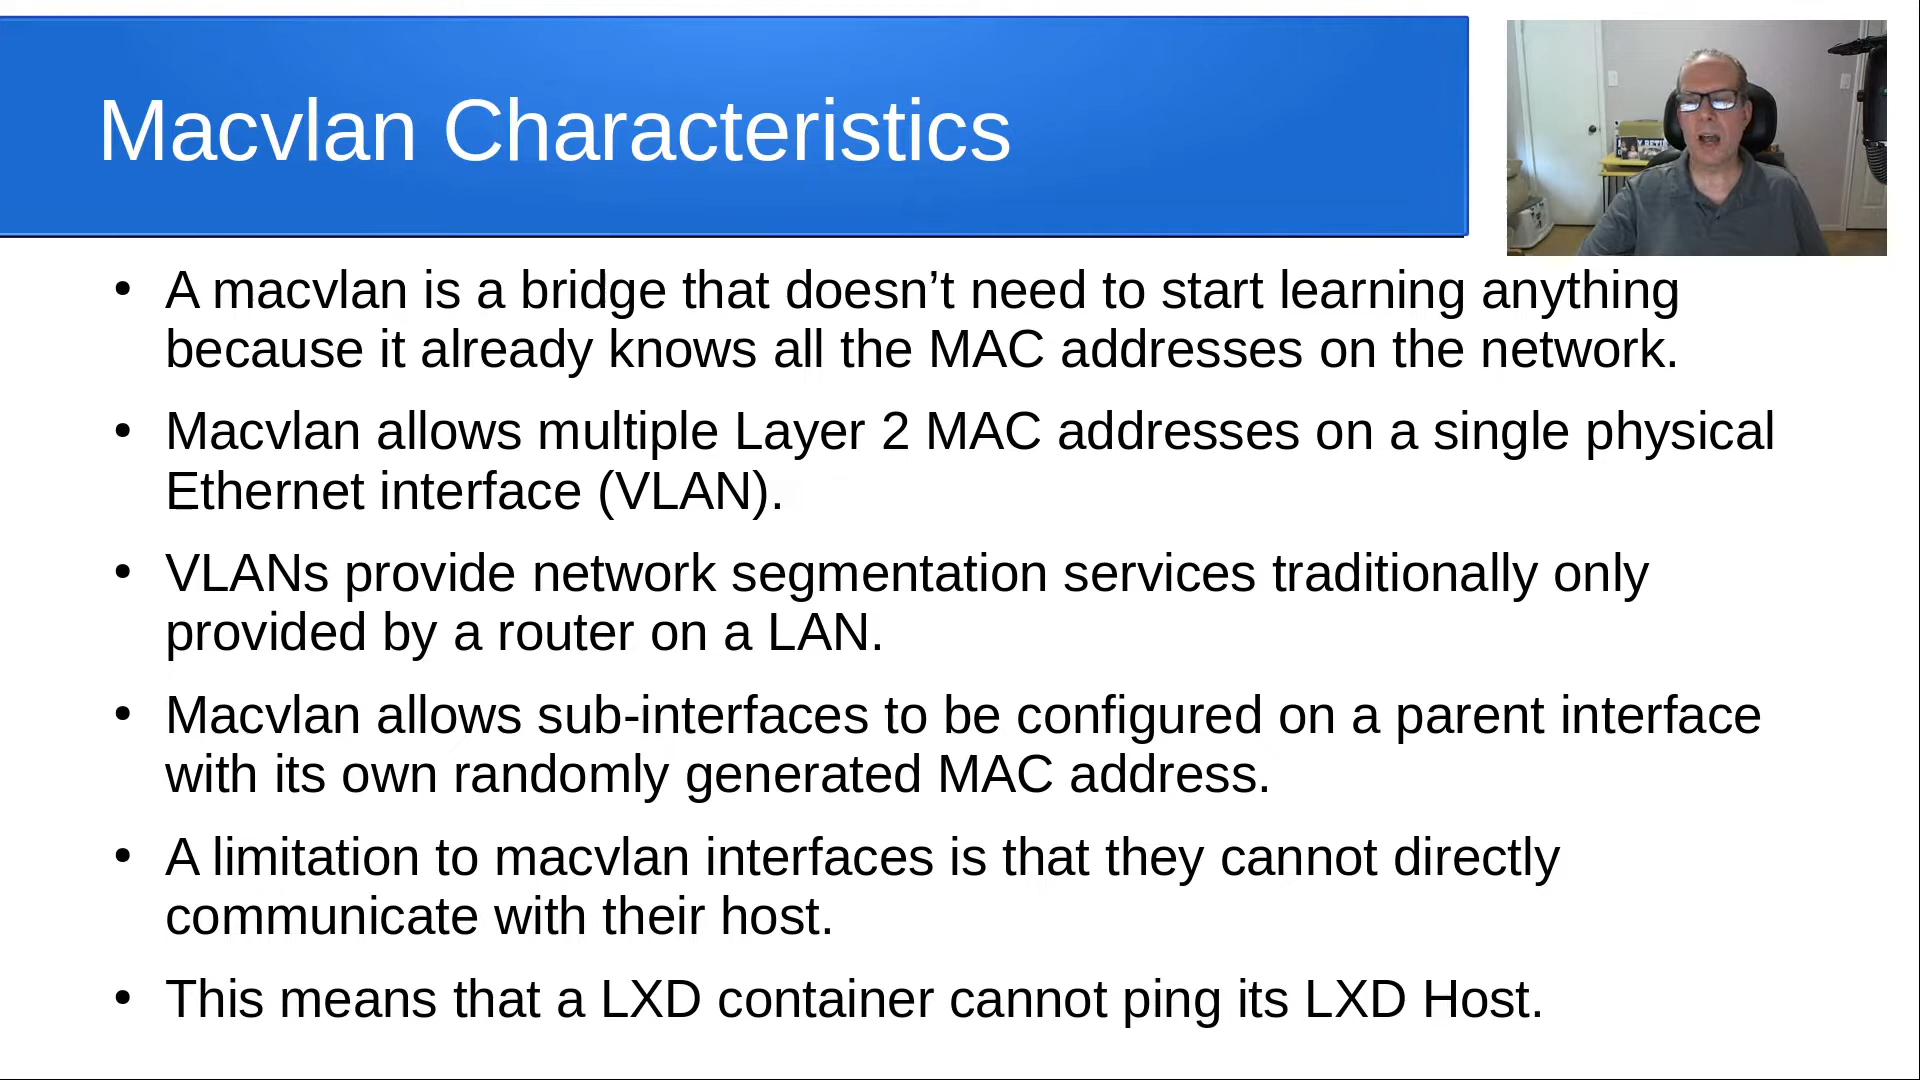 Macvlan Characteristics
• A macvlan is a bridge that doesn’t need to start learning anything
because it already knows all the MAC addresses on the network.
• Macvlan allows multiple Layer 2 MAC addresses on a single physical
Ethernet interface (VLAN).
• VLANs provide network segmentation services traditionally only
provided by a router on a LAN.
• Macvlan allows sub-interfaces to be configured on a parent interface
with its own randomly generated MAC address.
• A limitation to macvlan interfaces is that they cannot directly
communicate with their host.
• This means that a LXD container cannot ping its LXD Host.